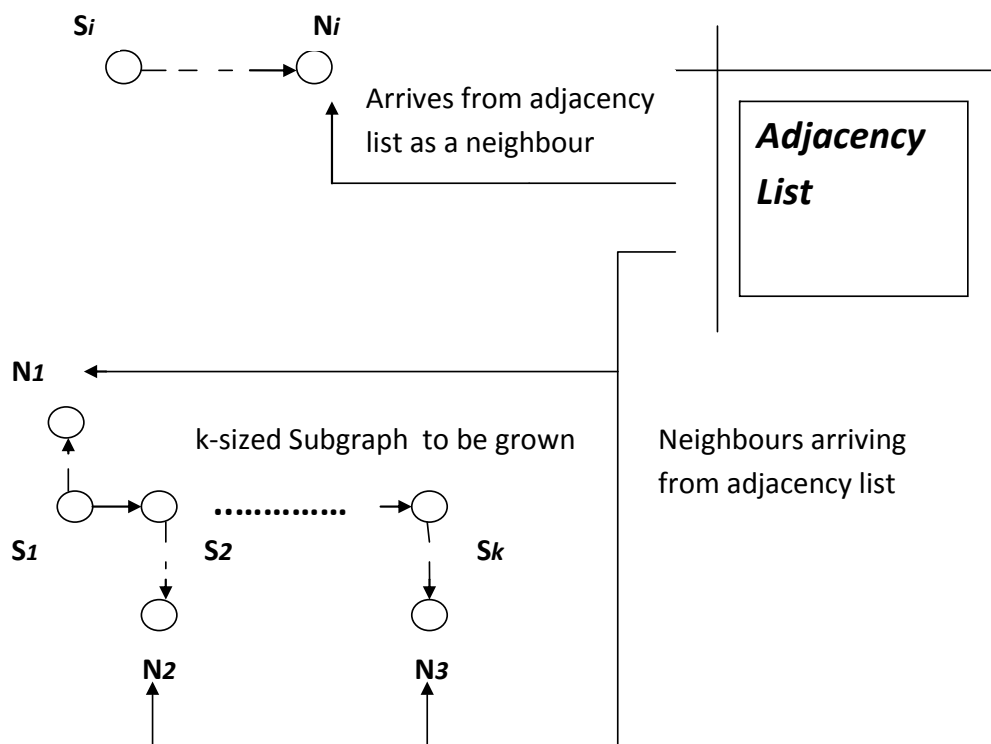 Si Ni
Arrives from adjacency
list as a neighbour
Adjacency
List
N1
k-sized Subgraph to be grown
Neighbours arriving
from adjacency list
S1 S2 Sk
N2 N3